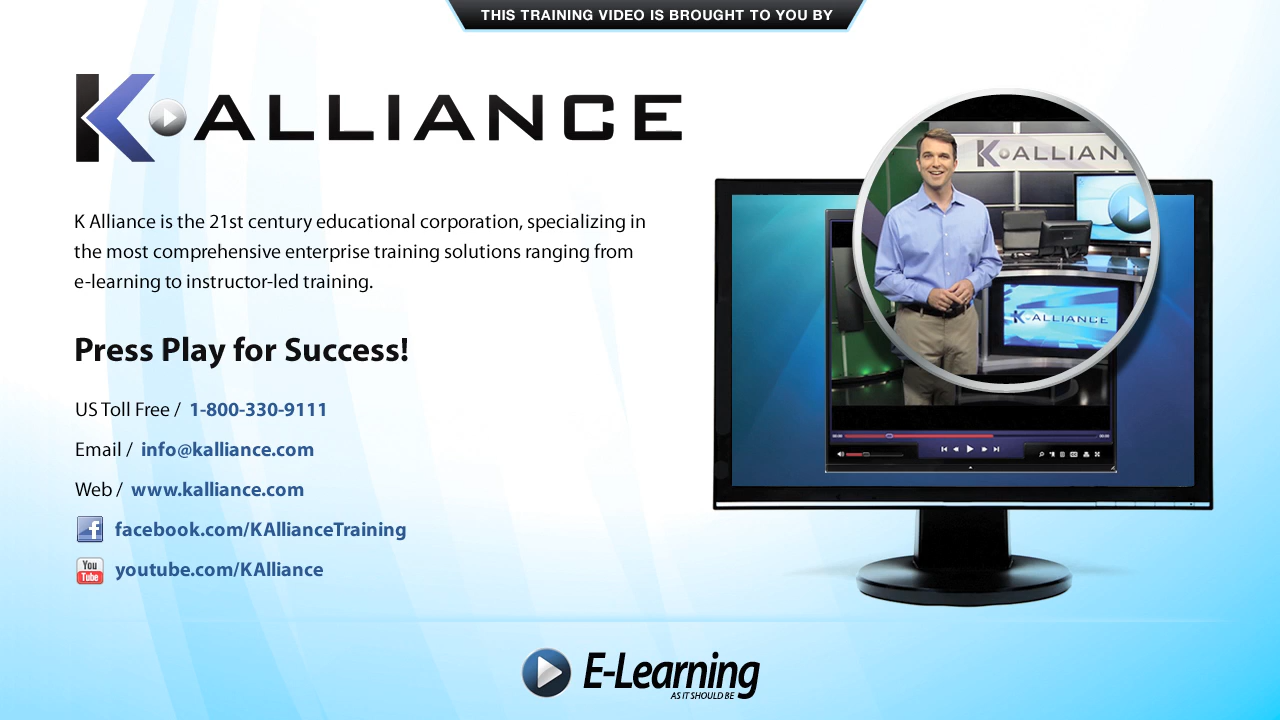 THIS TRAINING VIDEO IS BROUGHT TO YOU BY
K ALLIANCE
K ALLIANCE is the 21st century educational corporation, specializing in
the most comprehensive enterprise training solutions ranging from
e-learning to instructor-led training.
Press Play for Success!
US Toll Free / 1-800-330-9111
Email / info@kalliance.com
Web / www.kalliance.com
facebook.com/KAllianceTraining
You
Tube
youtube.com/KAlliance
K ALLIAN
K ALLIANCE
E-Learning
AS IT SHOULD BE